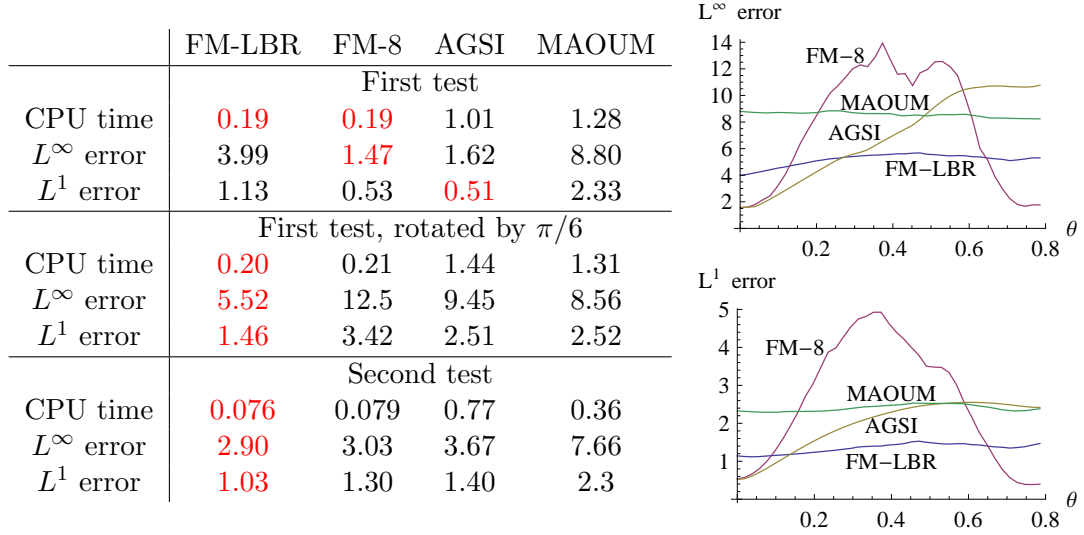 FM-LBR FM-8 AGSI MAOUM
First test
CPU time 0.19 0.19 1.01 1.28
L∞ error 3.99 1.47 1.62 8.80
L1 error 1.13 0.53 0.51 2.33
First test, rotated by π/6
CPU time 0.20 0.21 1.44 1.31
L∞ error 5.52 12.5 9.45 8.56
L1 error 1.46 3.42 2.51 2.52
Second test
CPU time 0.076 0.079 0.77 0.36
L∞ error 2.90 3.03 3.67 7.66
L1 error 1.03 1.30 1.40 2.3
L∞ error
14
12
10
8
6
4
2
FM-8
MAOUM
AGSI
FM-LBR
0.2 0.4 0.6 0.8 θ
L1 error
5
4
3
2
1
FM-8
MAOUM
AGSI
FM-LBR
0.2 0.4 0.6 0.8 θ